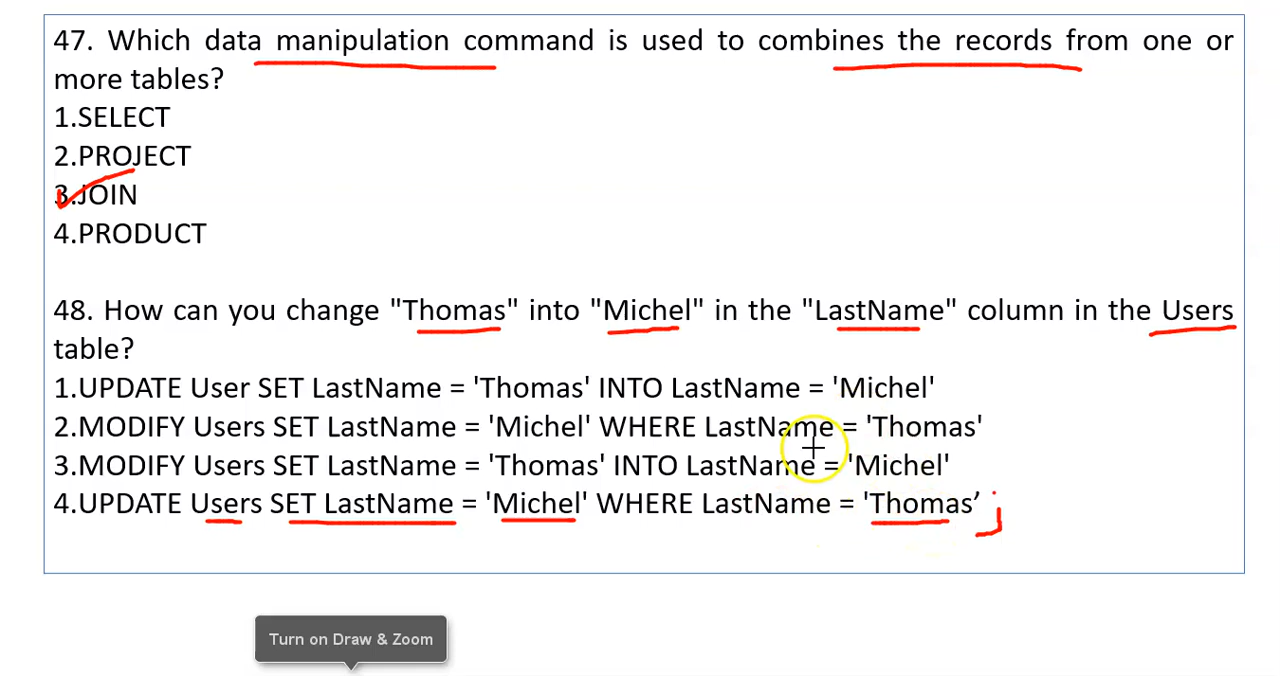 47. Which data manipulation command is used to combines the records from one or
more tables?
1.SELECT
2.PROJECT
3.JOIN
4.PRODUCT
48. How can you change "Thomas" into "Michel" in the "LastName" column in the Users
table?
1.UPDATE User SET LastName = 'Thomas' INTO LastName = 'Michel'
2.MODIFY Users SET LastName = 'Michel' WHERE LastName = 'Thomas'
3.MODIFY Users SET LastName = 'Thomas' INTO LastName = 'Michel'
4.UPDATE Users SET LastName = 'Michel' WHERE LastName = 'Thomas’ ;
Turn on Draw & Zoom